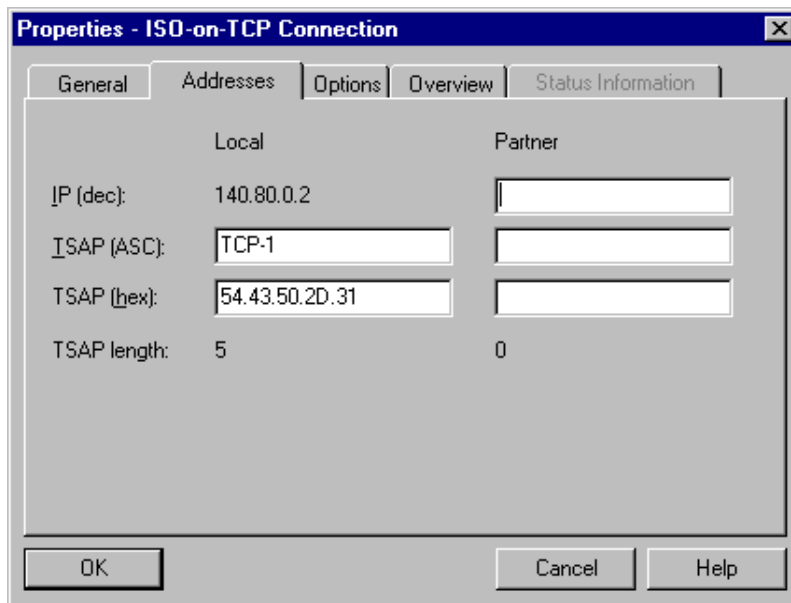 Properties - ISO-on-TCP Connection
General Addresses Options Overview Status Information
Local Partner
IP (dec): 140.80.0.2
TSAP (ASC): TCP-1
TSAP (hex): 54.43.50.2D.31
TSAP length: 5 0
OK Cancel Help